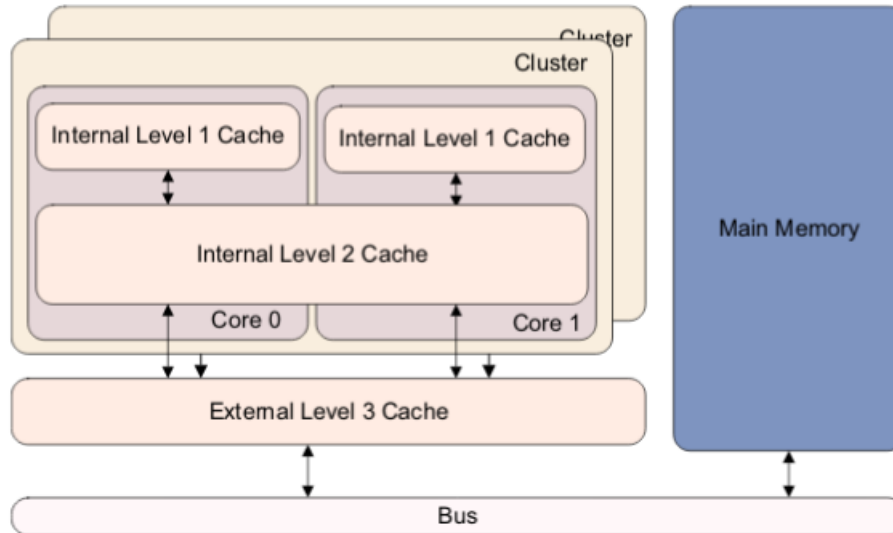 Cluster
Cluster
Internal Level 1 Cache
Internal Level 1 Cache
Main Memory
Internal Level 2 Cache
Core 0
Core 1
External Level 3 Cache
Bus